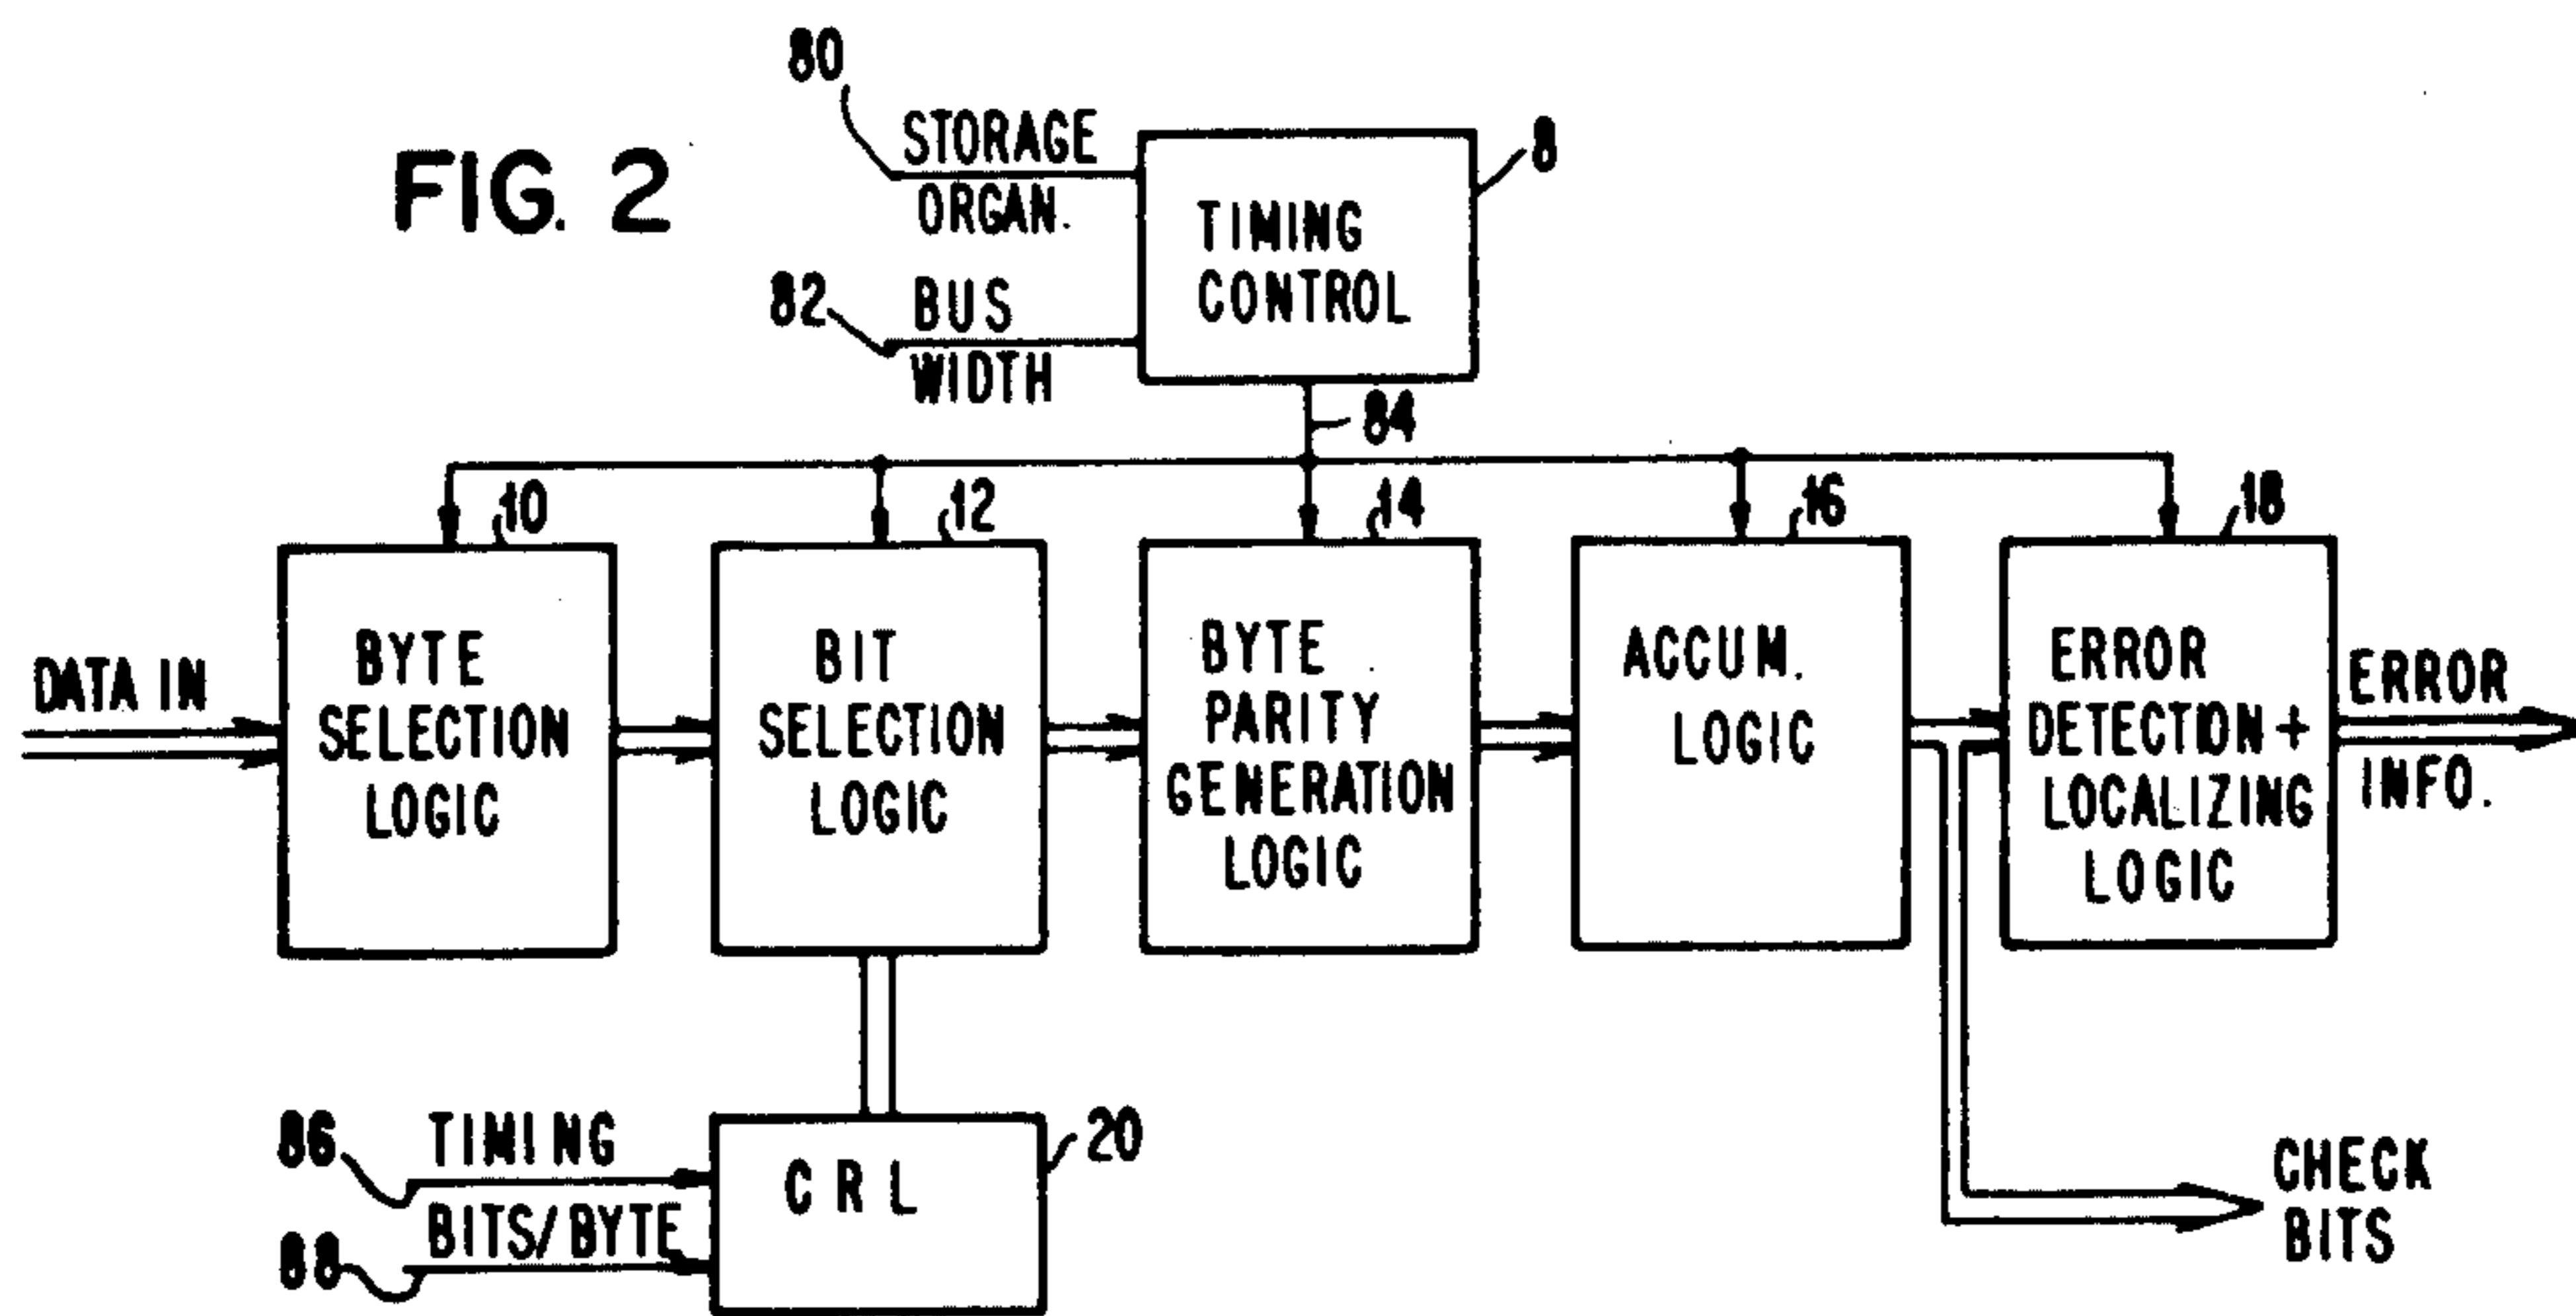 FIG. 2
80
STORAGE
ORGAN.
82
BUS
WIDTH
TIMING
CONTROL
8
84
10
12
14
16
18
DATA IN
BYTE
SELECTION
LOGIC
BIT
SELECTION
LOGIC
BYTE
PARITY
GENERATION
LOGIC
ACCUM.
LOGIC
ERROR
DETECTION +
LOCALIZING
LOGIC
ERROR
INFO.
86
TIMING
88
BITS/BYTE
CRL
20
CHECK
BITS